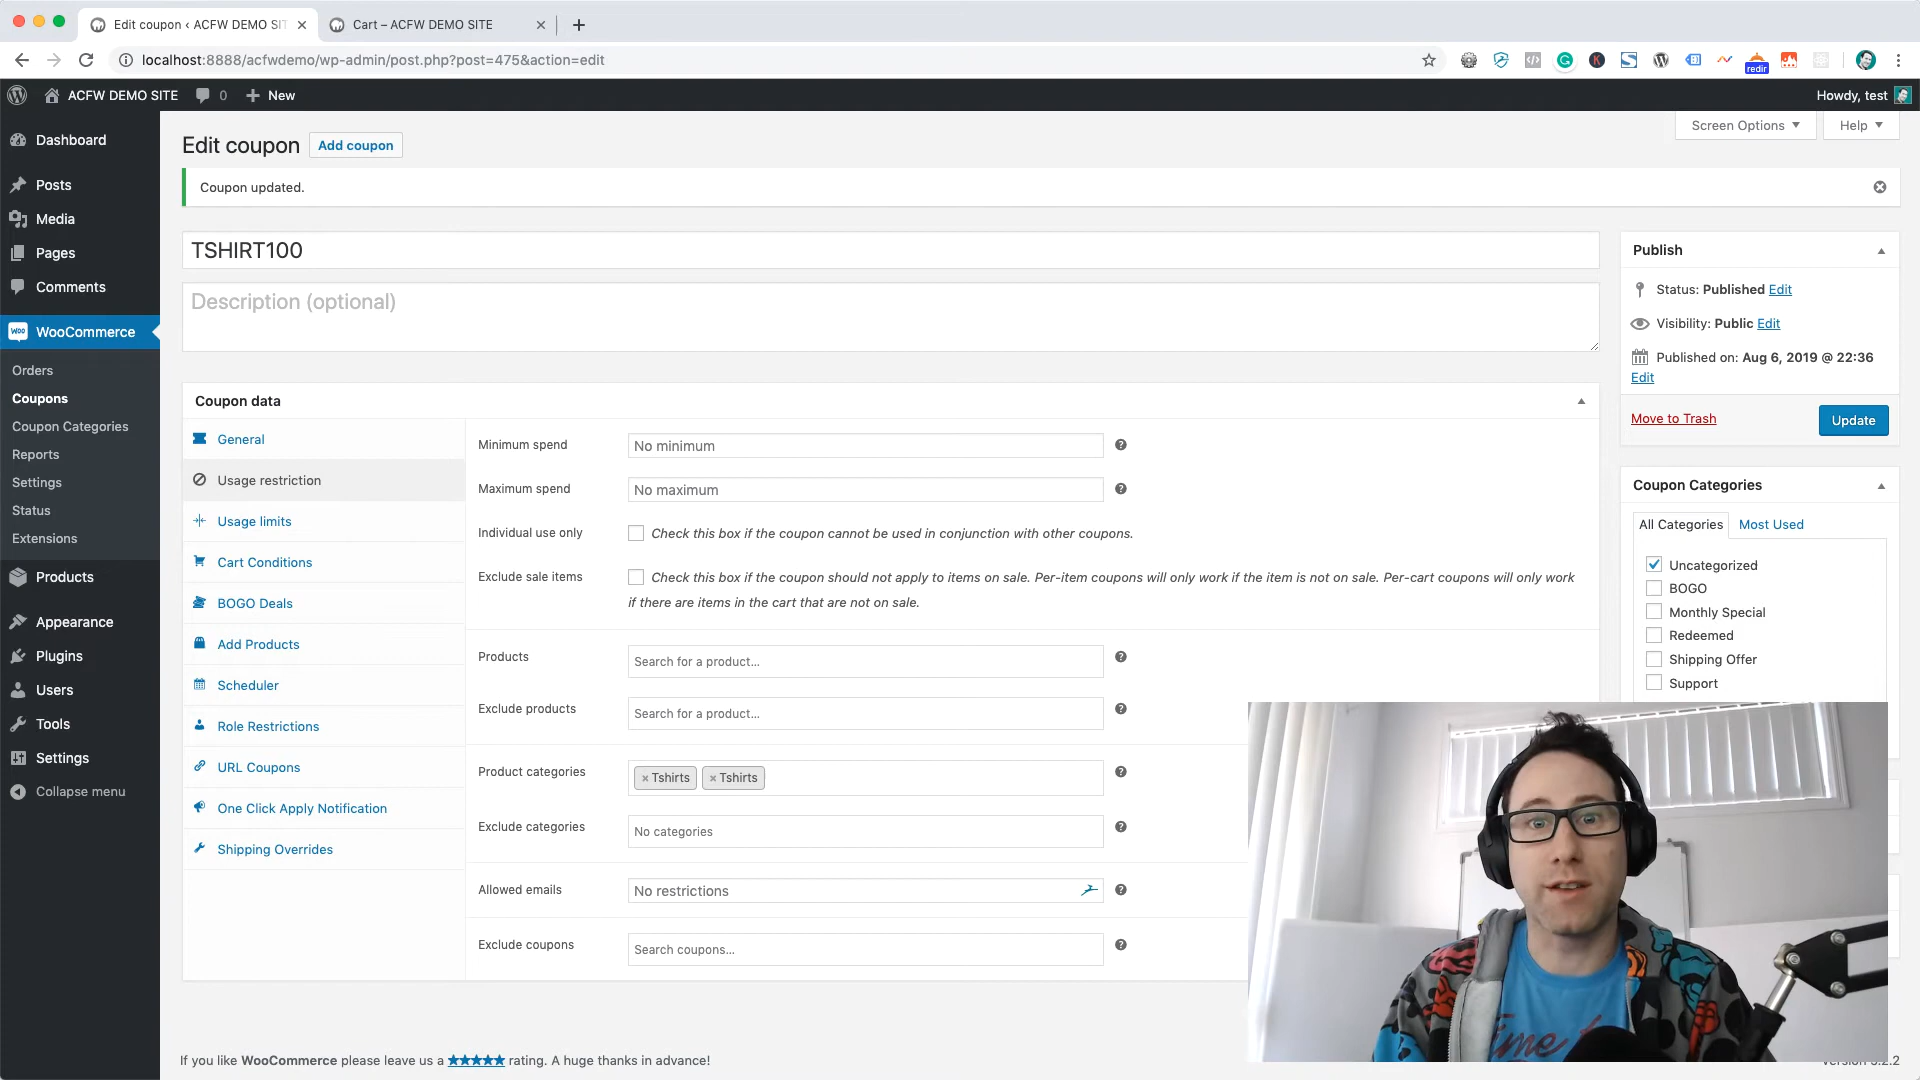 Edit coupon ‹ ACFW DEMO SIT
Cart – ACFW DEMO SITE
localhost:8888/acfwdemo/wp-admin/post.php?post=475&action=edit
redir
ACFW DEMO SITE
0
New
Howdy, test
Dashboard
Posts
Media
Pages
Comments
WooCommerce
Orders
Coupons
Coupon Categories
Reports
Settings
Status
Extensions
Products
Appearance
Plugins
Users
Tools
Settings
Collapse menu
Screen Options
Help
Edit coupon
Add coupon
Coupon updated.
TSHIRT100
Description (optional)
Coupon data
General
Usage restriction
Usage limits
Cart Conditions
BOGO Deals
Add Products
Scheduler
Role Restrictions
URL Coupons
One Click Apply Notification
Shipping Overrides
Minimum spend
No minimum
Maximum spend
No maximum
Individual use only
Check this box if the coupon cannot be used in conjunction with other coupons.
Exclude sale items
Check this box if the coupon should not apply to items on sale. Per-item coupons will only work if the item is not on sale. Per-cart coupons will only work
if there are items in the cart that are not on sale.
Products
Search for a product...
Exclude products
Search for a product...
Product categories
× Tshirts × Tshirts
Exclude categories
No categories
Allowed emails
No restrictions
Exclude coupons
Search coupons...
Publish
Status: Published Edit
Visibility: Public Edit
Published on: Aug 6, 2019 @ 22:36
Edit
Move to Trash
Update
Coupon Categories
All Categories
Most Used
Uncategorized
BOGO
Monthly Special
Redeemed
Shipping Offer
Support
If you like WooCommerce please leave us a ★★★★★ rating. A huge thanks in advance!